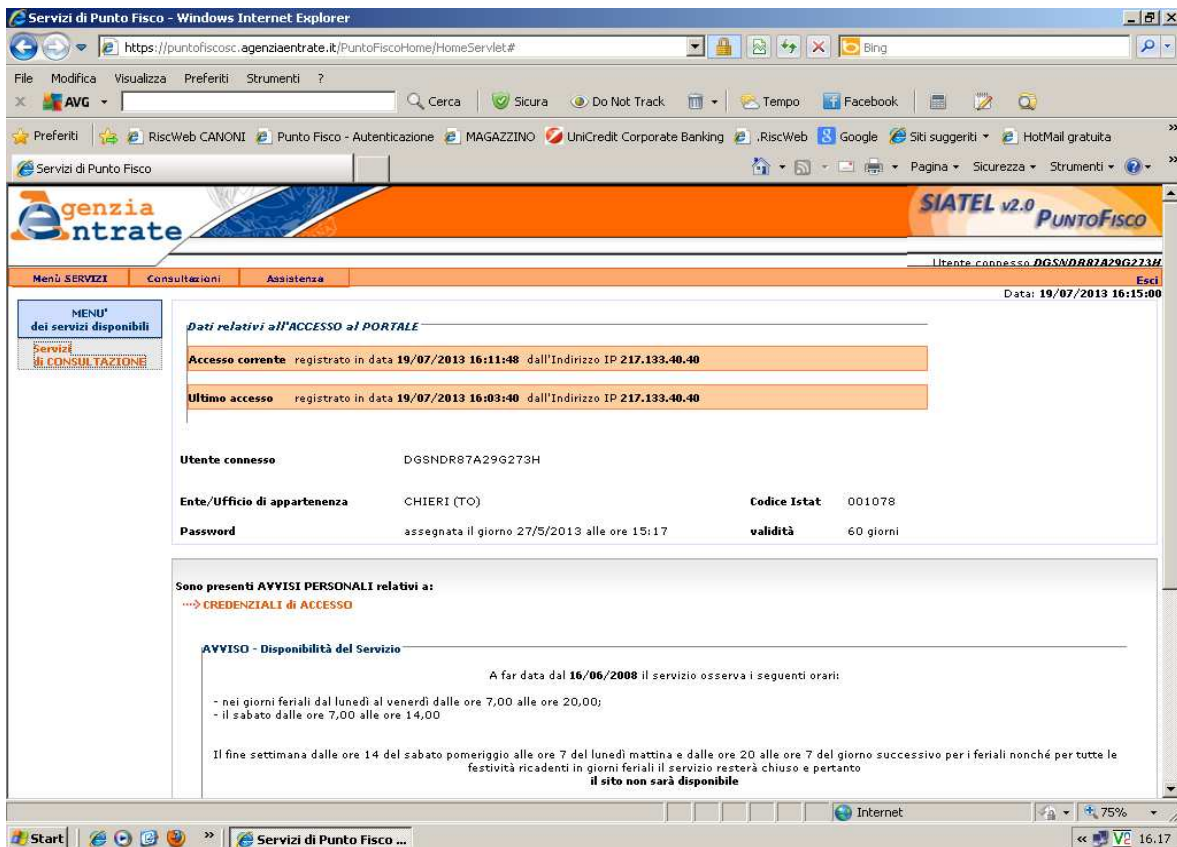 Servizi di Punto Fisco - Windows Internet Explorer
https://puntofiscosc.agenziaentrate.it/PuntoFiscoHome/HomeServlet#
Bing
File Modifica Visualizza Preferiti Strumenti ?
AVG Cerca Sicura Do Not Track Tempo Facebook
Preferiti RiscWeb CANONI Punto Fisco - Autenticazione MAGAZZINO UniCredit Corporate Banking .RiscWeb Google Siti suggeriti HotMail gratuita
Servizi di Punto Fisco Pagina Sicurezza Strumenti
Agenzia
Entrate
SIATEL v2.0
PUNTOFISCO
Utente connesso DGSNDR87A29G273H
Menù SERVIZI Consultazioni Assistenza Esci
Data: 19/07/2013 16:15:00
MENU'
dei servizi disponibili
Servizi
di CONSULTAZIONE
Dati relativi all'ACCESSO al PORTALE
Accesso corrente registrato in data 19/07/2013 16:11:48 dall'Indirizzo IP 217.133.40.40
Ultimo accesso registrato in data 19/07/2013 16:03:40 dall'Indirizzo IP 217.133.40.40
Utente connesso DGSNDR87A29G273H
Ente/Ufficio di appartenenza CHIERI (TO) Codice Istat 001078
Password assegnata il giorno 27/5/2013 alle ore 15:17 validità 60 giorni
Sono presenti AVVISI PERSONALI relativi a:
CREDENZIALI di ACCESSO
AVVISO - Disponibilità del Servizio
A far data dal 16/06/2008 il servizio osserva i seguenti orari:
- nei giorni feriali dal lunedì al venerdì dalle ore 7,00 alle ore 20,00;
- il sabato dalle ore 7,00 alle ore 14,00
Il fine settimana dalle ore 14 del sabato pomeriggio alle ore 7 del lunedì mattina e dalle ore 20 alle ore 7 del giorno successivo per i feriali nonché per tutte le
festività ricadenti in giorni feriali il servizio resterà chiuso e pertanto
il sito non sarà disponibile
Internet 75%
Start Servizi di Punto Fisco ... 16.17